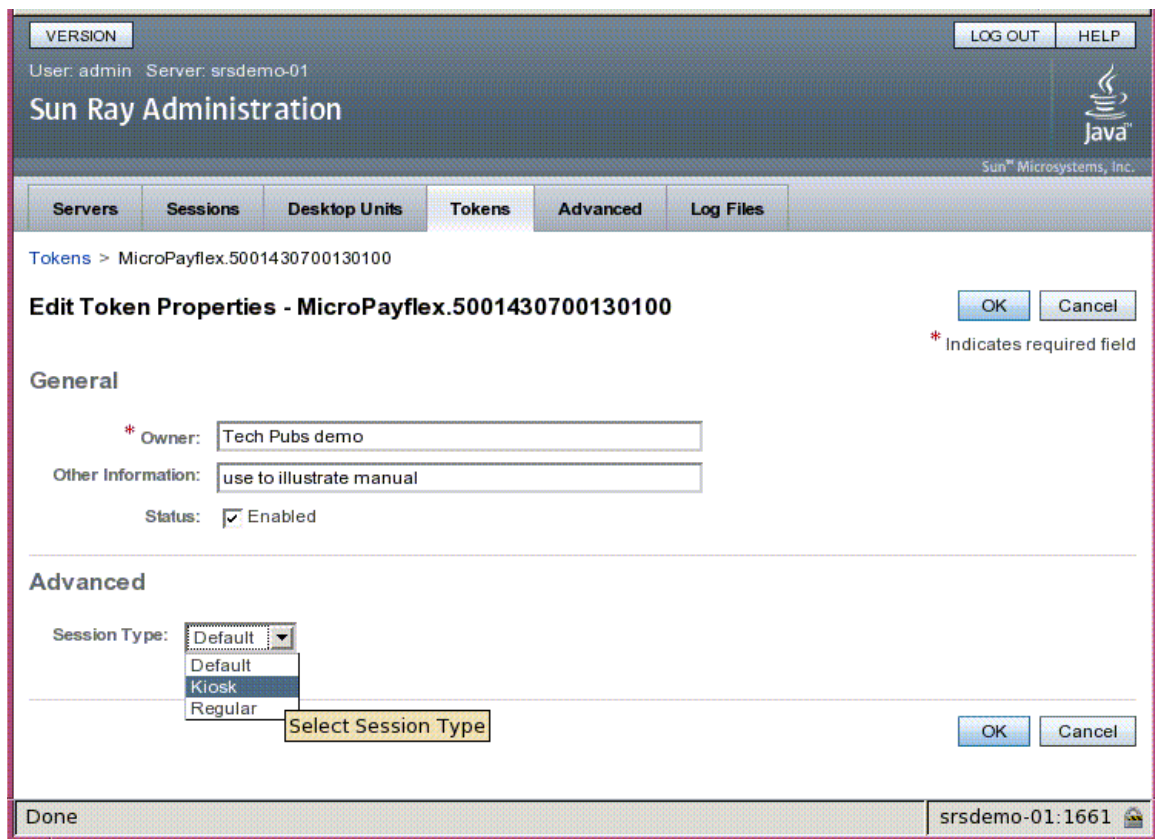 VERSION
LOG OUT HELP
User: admin Server: srsdemo-01
Sun Ray Administration
Java™
Sun™ Microsystems, Inc.
Servers Sessions Desktop Units Tokens Advanced Log Files
Tokens > MicroPayflex.5001430700130100
Edit Token Properties - MicroPayflex.5001430700130100
OK Cancel
* Indicates required field
General
* Owner: Tech Pubs demo
Other Information: use to illustrate manual
Status: Enabled
Advanced
Session Type: Default
Default
Kiosk
Regular
Select Session Type
OK Cancel
Done
srsdemo-01:1661